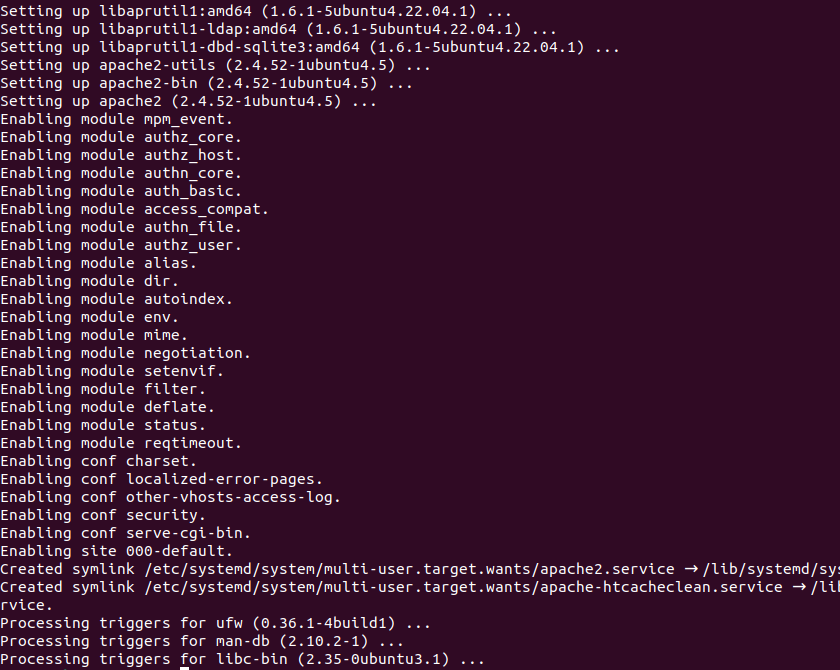 Setting up libaprutil1:amd64 (1.6.1-5ubuntu4.22.04.1) ...
Setting up libaprutil1-ldap:amd64 (1.6.1-5ubuntu4.22.04.1) ...
Setting up libaprutil1-dbd-sqlite3:amd64 (1.6.1-5ubuntu4.22.04.1) ...
Setting up apache2-utils (2.4.52-1ubuntu4.5) ...
Setting up apache2-bin (2.4.52-1ubuntu4.5) ...
Setting up apache2 (2.4.52-1ubuntu4.5) ...
Enabling module mpm_event.
Enabling module authz_core.
Enabling module authz_host.
Enabling module authn_core.
Enabling module auth_basic.
Enabling module access_compat.
Enabling module authn_file.
Enabling module authz_user.
Enabling module alias.
Enabling module dir.
Enabling module autoindex.
Enabling module env.
Enabling module mime.
Enabling module negotiation.
Enabling module setenvif.
Enabling module filter.
Enabling module deflate.
Enabling module status.
Enabling module reqtimeout.
Enabling conf charset.
Enabling conf localized-error-pages.
Enabling conf other-vhosts-access-log.
Enabling conf security.
Enabling conf serve-cgi-bin.
Enabling site 000-default.
Created symlink /etc/systemd/system/multi-user.target.wants/apache2.service → /lib/systemd/sys
Created symlink /etc/systemd/system/multi-user.target.wants/apache-htcacheclean.service → /lib
rvice.
Processing triggers for ufw (0.36.1-4build1) ...
Processing triggers for man-db (2.10.2-1) ...
Processing triggers for libc-bin (2.35-0ubuntu3.1) ...